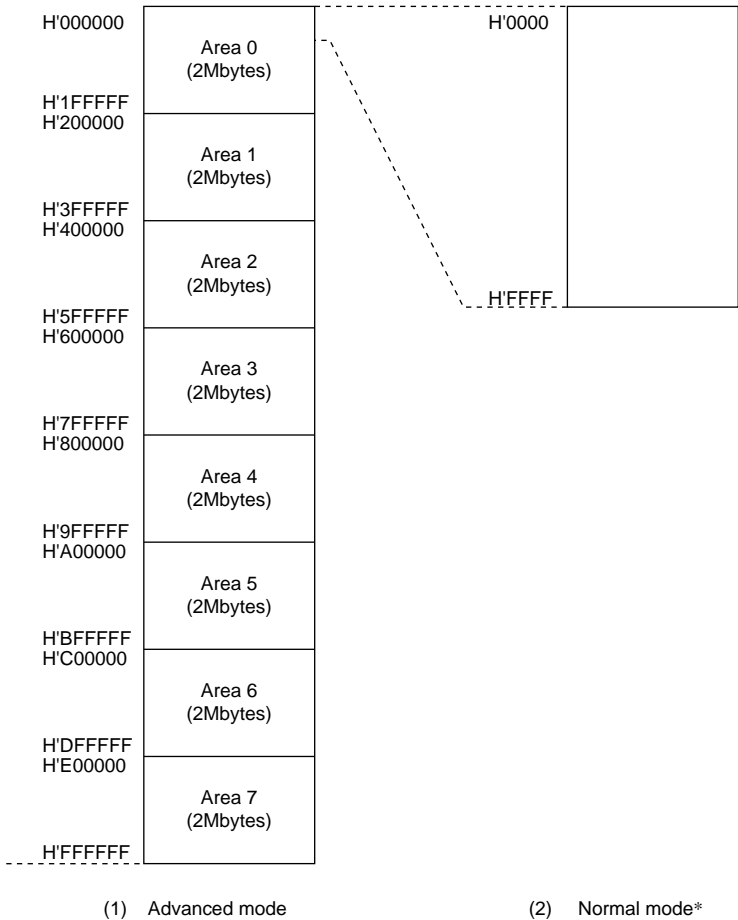 H'000000
Area 0
(2Mbytes)
H'1FFFFF
H'200000
Area 1
(2Mbytes)
H'3FFFFF
H'400000
Area 2
(2Mbytes)
H'5FFFFF
H'600000
Area 3
(2Mbytes)
H'7FFFFF
H'800000
Area 4
(2Mbytes)
H'9FFFFF
H'A00000
Area 5
(2Mbytes)
H'BFFFFF
H'C00000
Area 6
(2Mbytes)
H'DFFFFF
H'E00000
Area 7
(2Mbytes)
H'FFFFFF
(1) Advanced mode
H'0000
H'FFFF
(2) Normal mode*